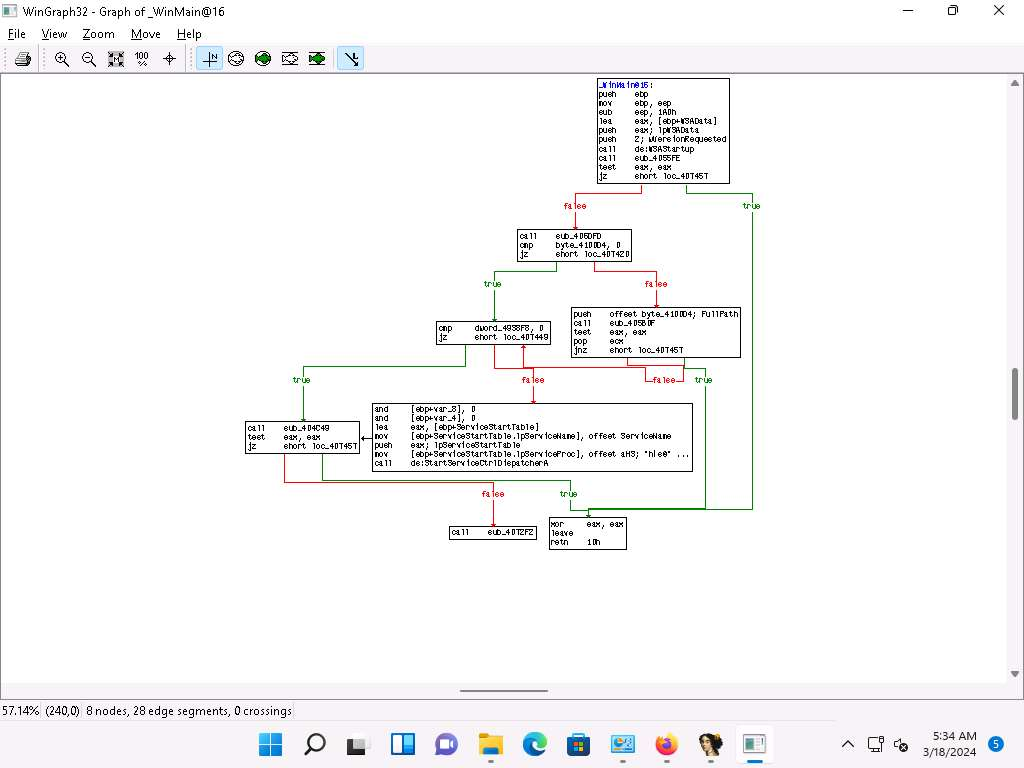 WinGraph32 - Graph of _WinMain@16
File View Zoom Move Help
100 %
N
_WinMain@16:
push ebp
mov ebp, esp
sub esp, 1A0h
lea eax, [ebp+WSAData]
push eax; lpWSAData
push 2; wVersionRequested
call ds:WSAStartup
call sub_4055FE
test eax, eax
jz short loc_407457
false
true
call sub_405DFD
cmp byte_4100D4, 0
jz short loc_407420
true
false
cmp dword_4938F8, 0
jz short loc_407449
push offset byte_4100D4; FullPath
call sub_405BDF
test eax, eax
pop ecx
jnz short loc_407457
true
false
false
true
call sub_404C49
test eax, eax
jz short loc_407457
and [ebp+var_8], 0
and [ebp+var_4], 0
lea eax, [ebp+ServiceStartTable]
mov [ebp+ServiceStartTable.lpServiceName], offset ServiceName
push eax; lpServiceStartTable
mov [ebp+ServiceStartTable.lpServiceProc], offset aHS; "h|s@" ...
call ds:StartServiceCtrlDispatcherA
false
true
call sub_4072F2
xor eax, eax
leave
retn 10h
57.14% (240,0) 8 nodes, 28 edge segments, 0 crossings
5:34 AM
3/18/2024
5